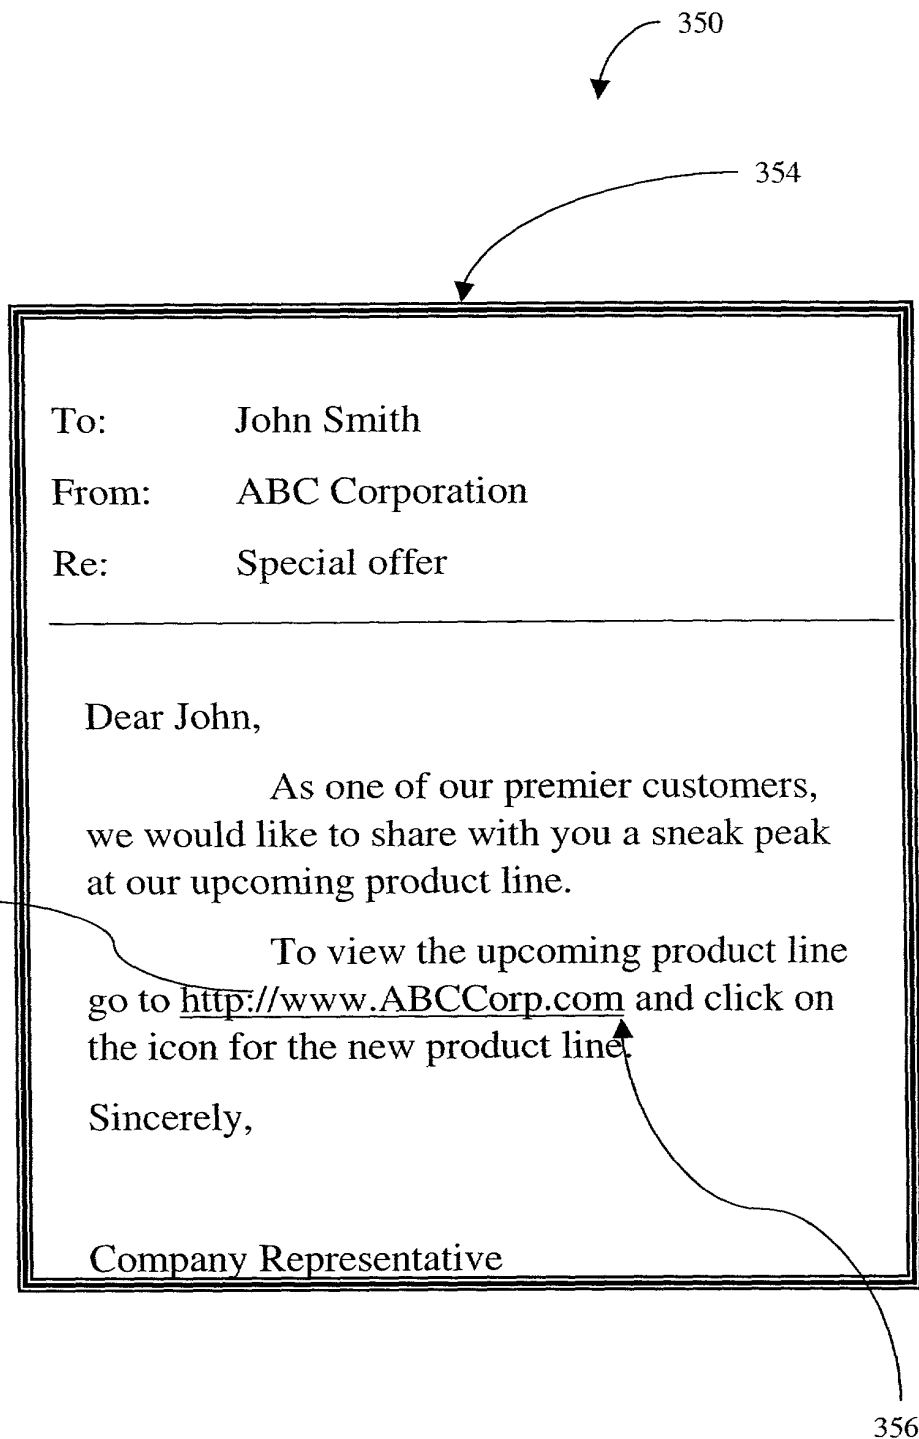 350
354
To: John Smith
From: ABC Corporation
Re: Special offer
Dear John,
As one of our premier customers,
we would like to share with you a sneak peak
at our upcoming product line.
To view the upcoming product line
go to http://www.ABCCorp.com and click on
the icon for the new product line.
Sincerely,
Company Representative
356